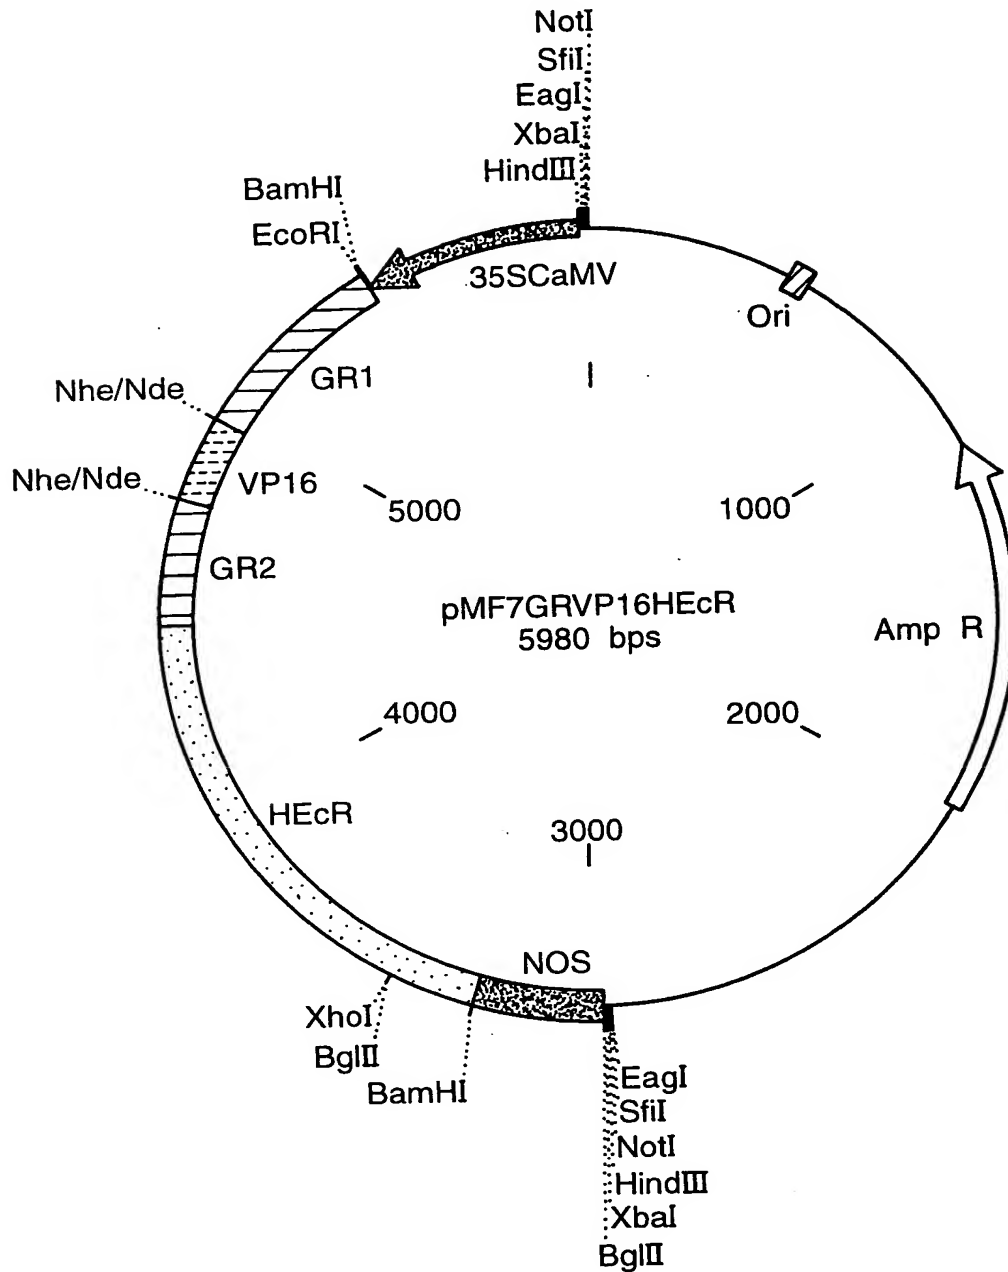 NotI
SfiI
EagI
XbaI
HindIII
BamHI
EcoRI
35SCaMV
Ori
GR1
Nhe/Nde
VP16
Nhe/Nde
5000
1000
GR2
pMF7GRVP16HEcR
5980 bps
Amp R
4000
2000
HEcR
3000
NOS
XhoI
BglII
BamHI
EagI
SfiI
NotI
HindIII
XbaI
BglII